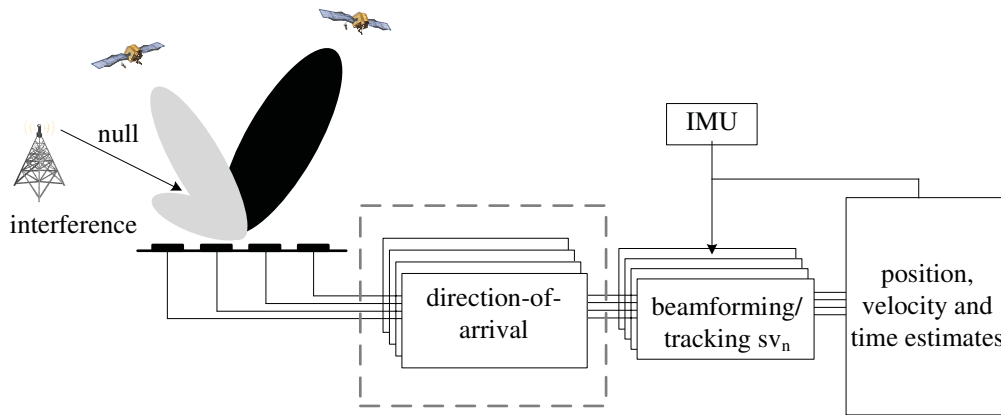 null
interference
IMU
direction-of-
arrival
beamforming/
tracking svn
position,
velocity and
time estimates